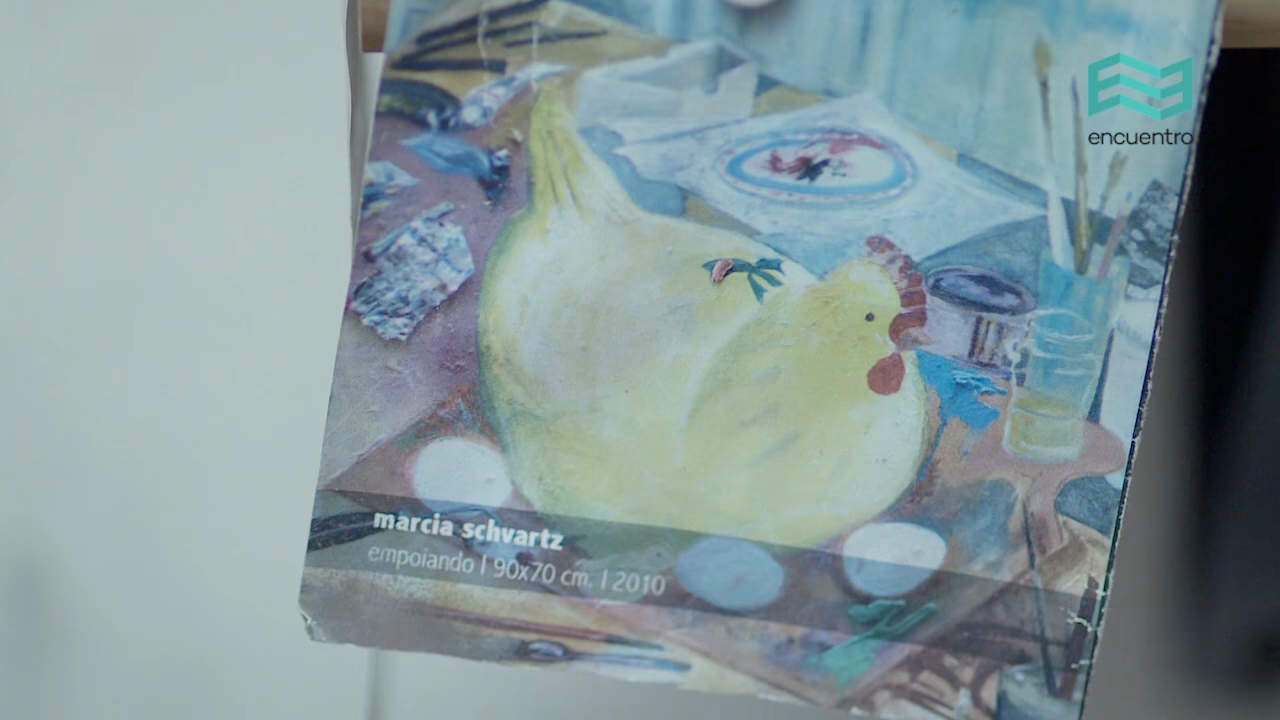 encuentro
marcia schvartz
empoiando | 90x70 cm. | 2010